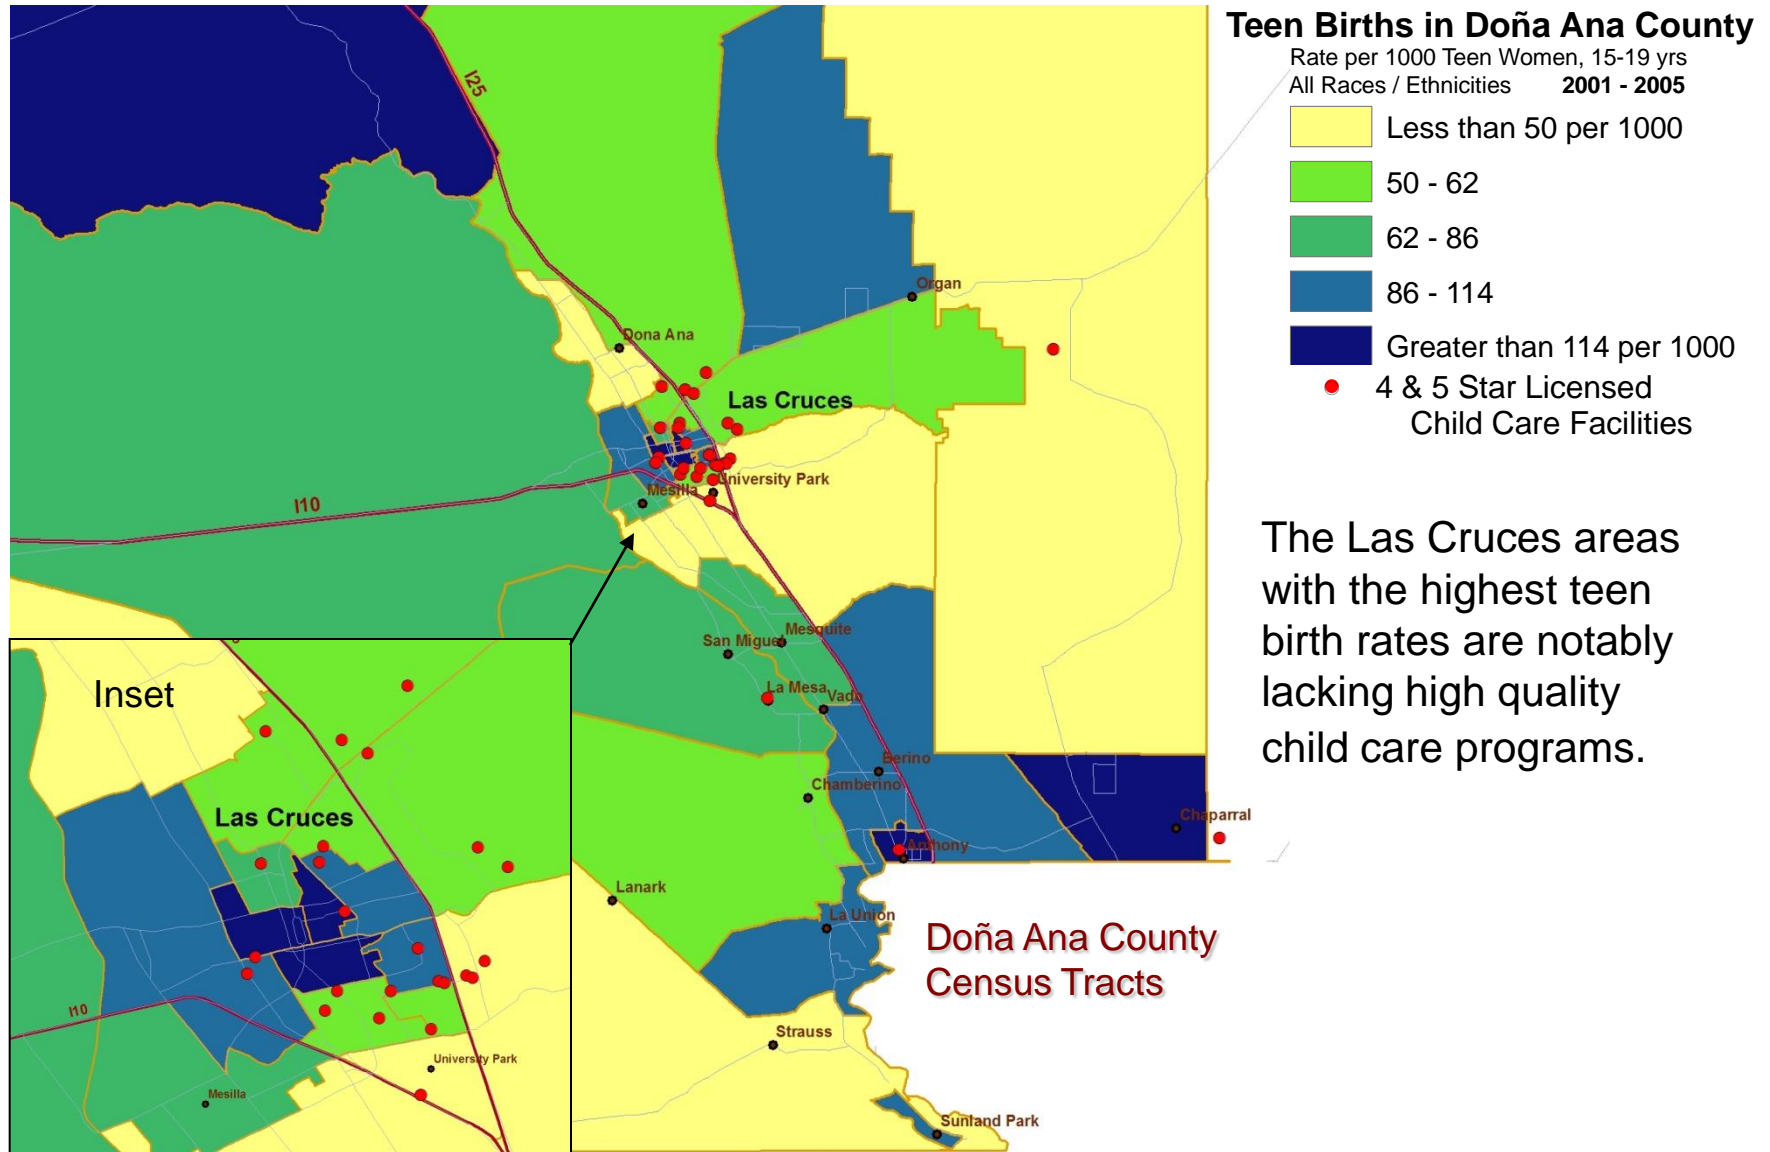 Teen Births in Doña Ana County
Rate per 1000 Teen Women, 15-19 yrs
All Races / Ethnicities 2001 - 2005
Less than 50 per 1000
50 - 62
62 - 86
86 - 114
Greater than 114 per 1000
4 & 5 Star Licensed
Child Care Facilities
The Las Cruces areas
with the highest teen
birth rates are notably
lacking high quality
child care programs.
I25
Organ
Dona Ana
Las Cruces
University Park
Mesilla
I10
Mesquite
San Miguel
La Mesa
Vado
Berino
Chamberino
Chaparral
Anthony
Lanark
La Union
Doña Ana County
Census Tracts
Strauss
Sunland Park
Inset
Las Cruces
I10
University Park
Mesilla